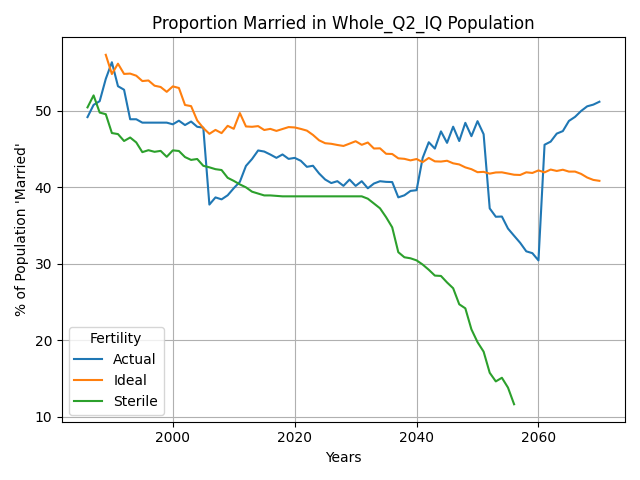 Proportion Married in Whole_Q2_IQ Population
% of Population 'Married'
50
40
30
20
10
Fertility
Actual
Ideal
Sterile
2000 2020 2040 2060
Years